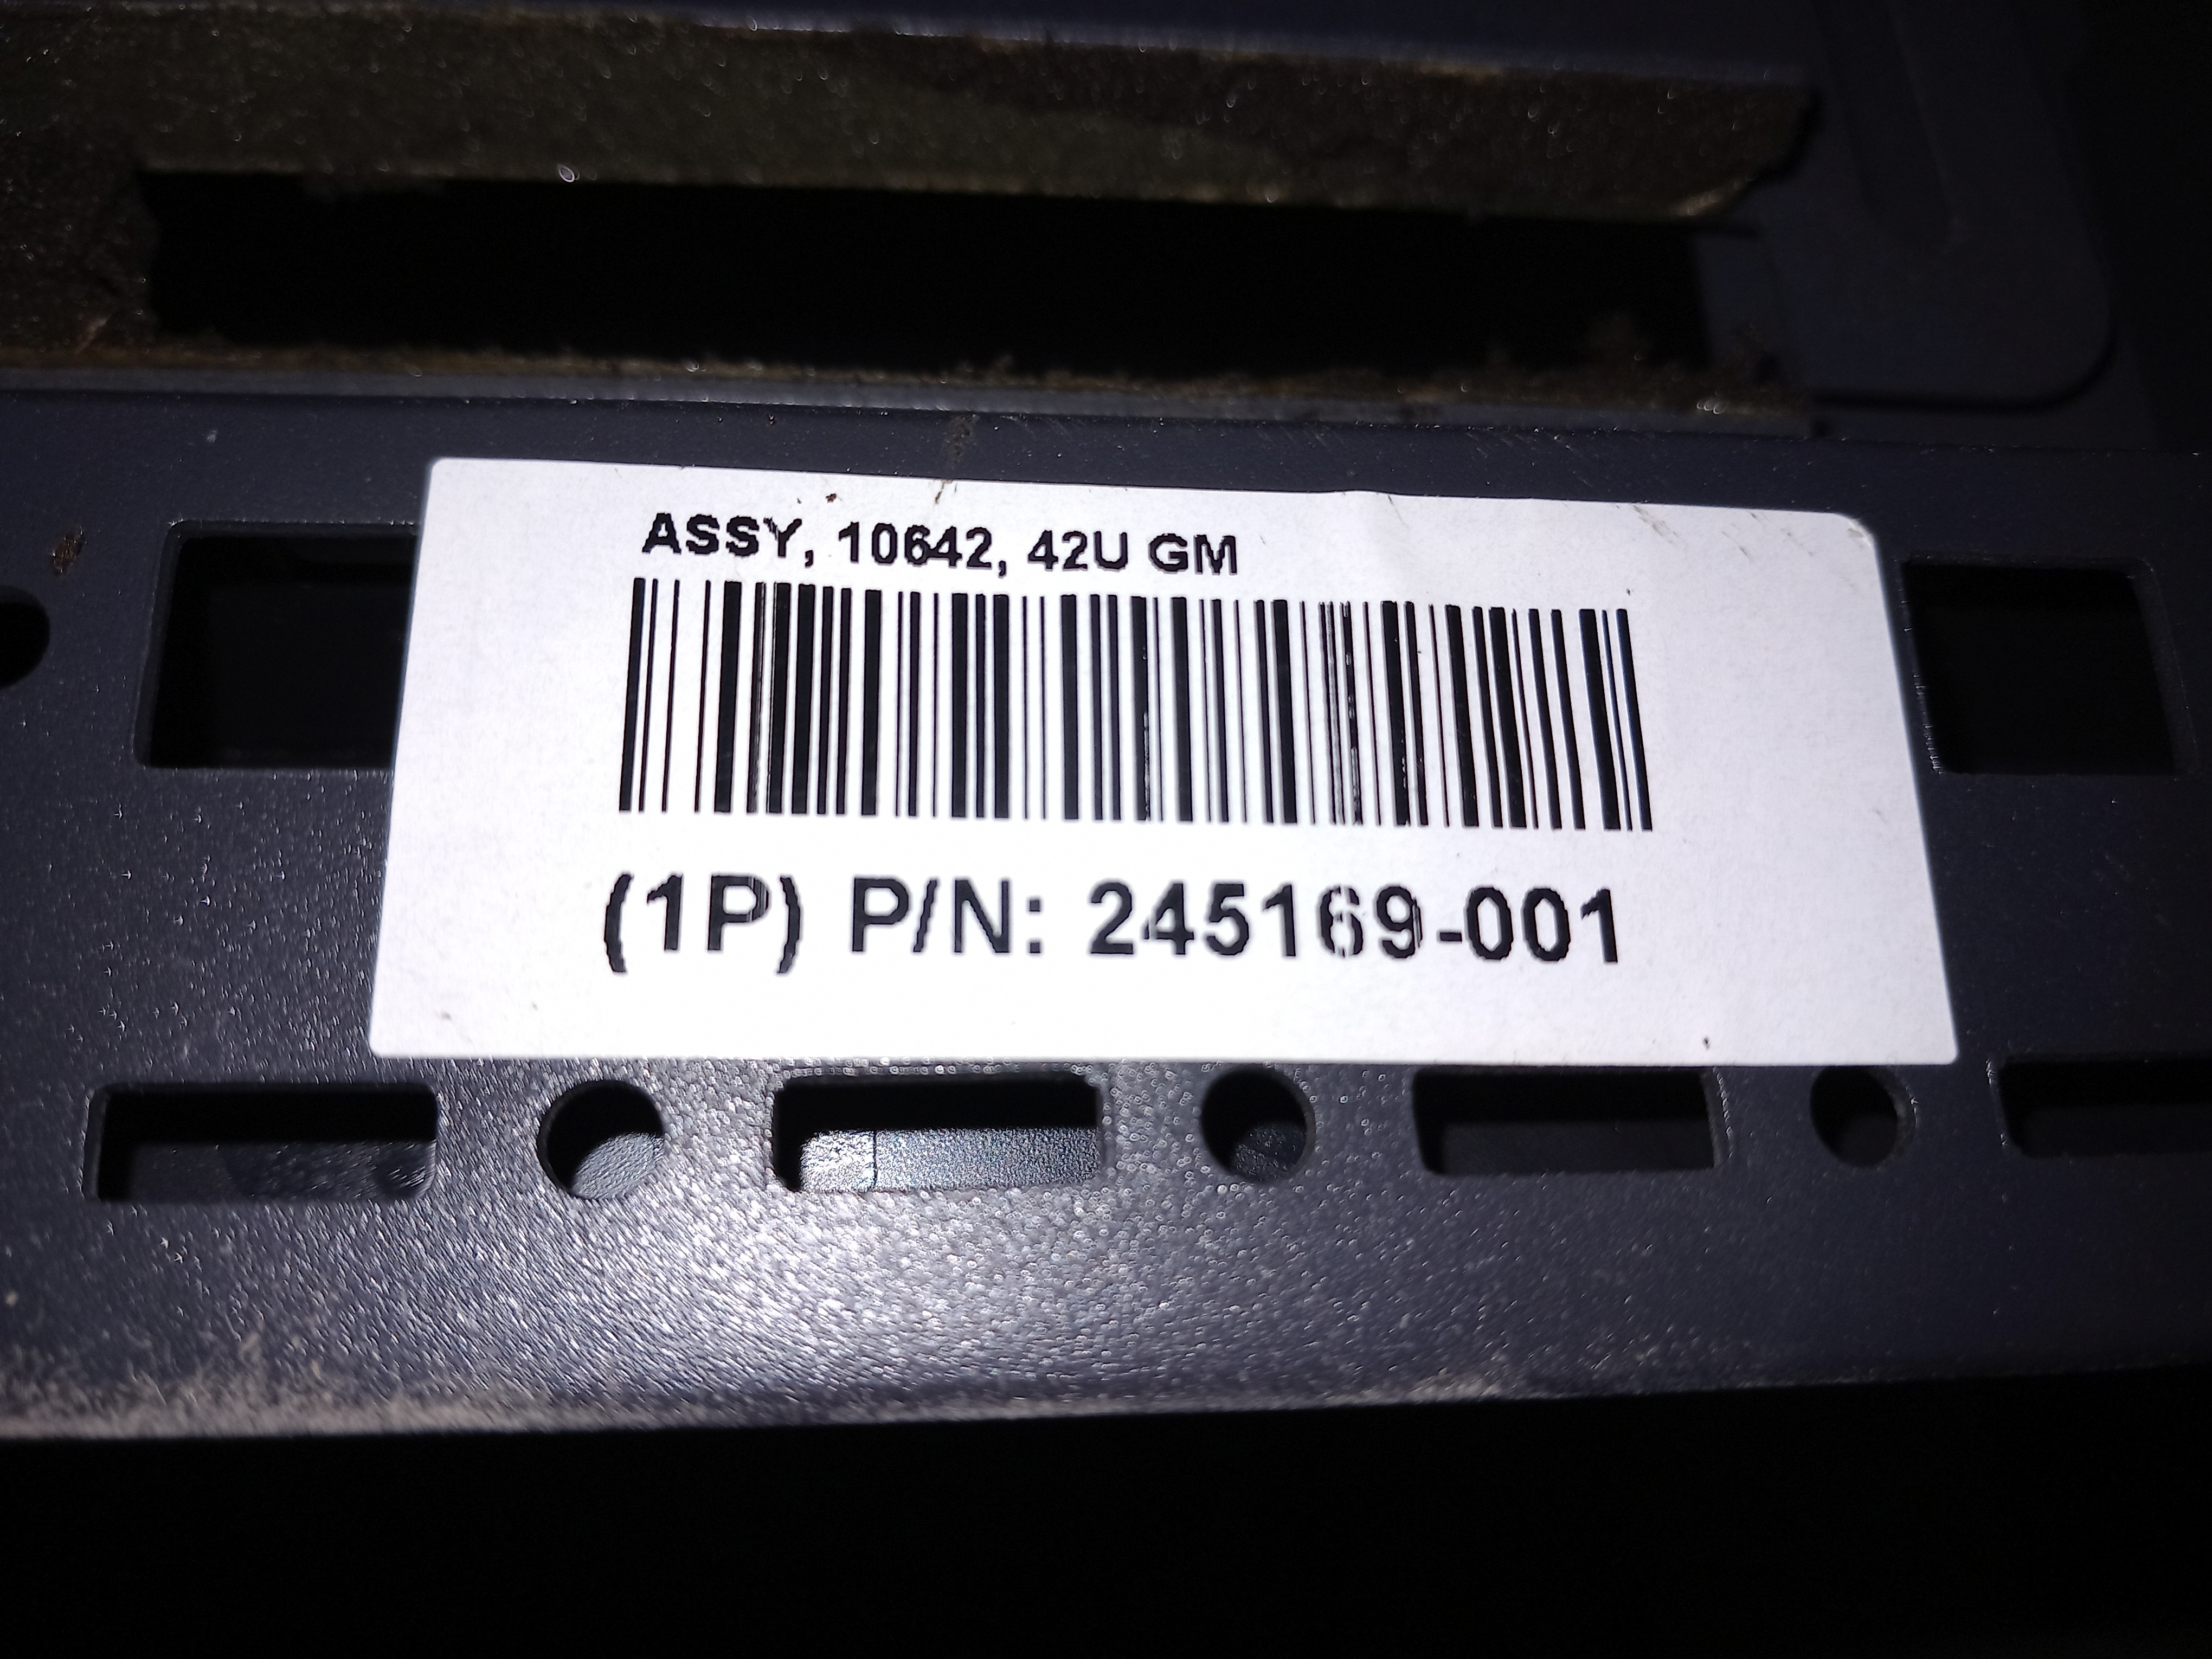 ASSY, 10642, 42U GM
(1P) P/N: 245169-001